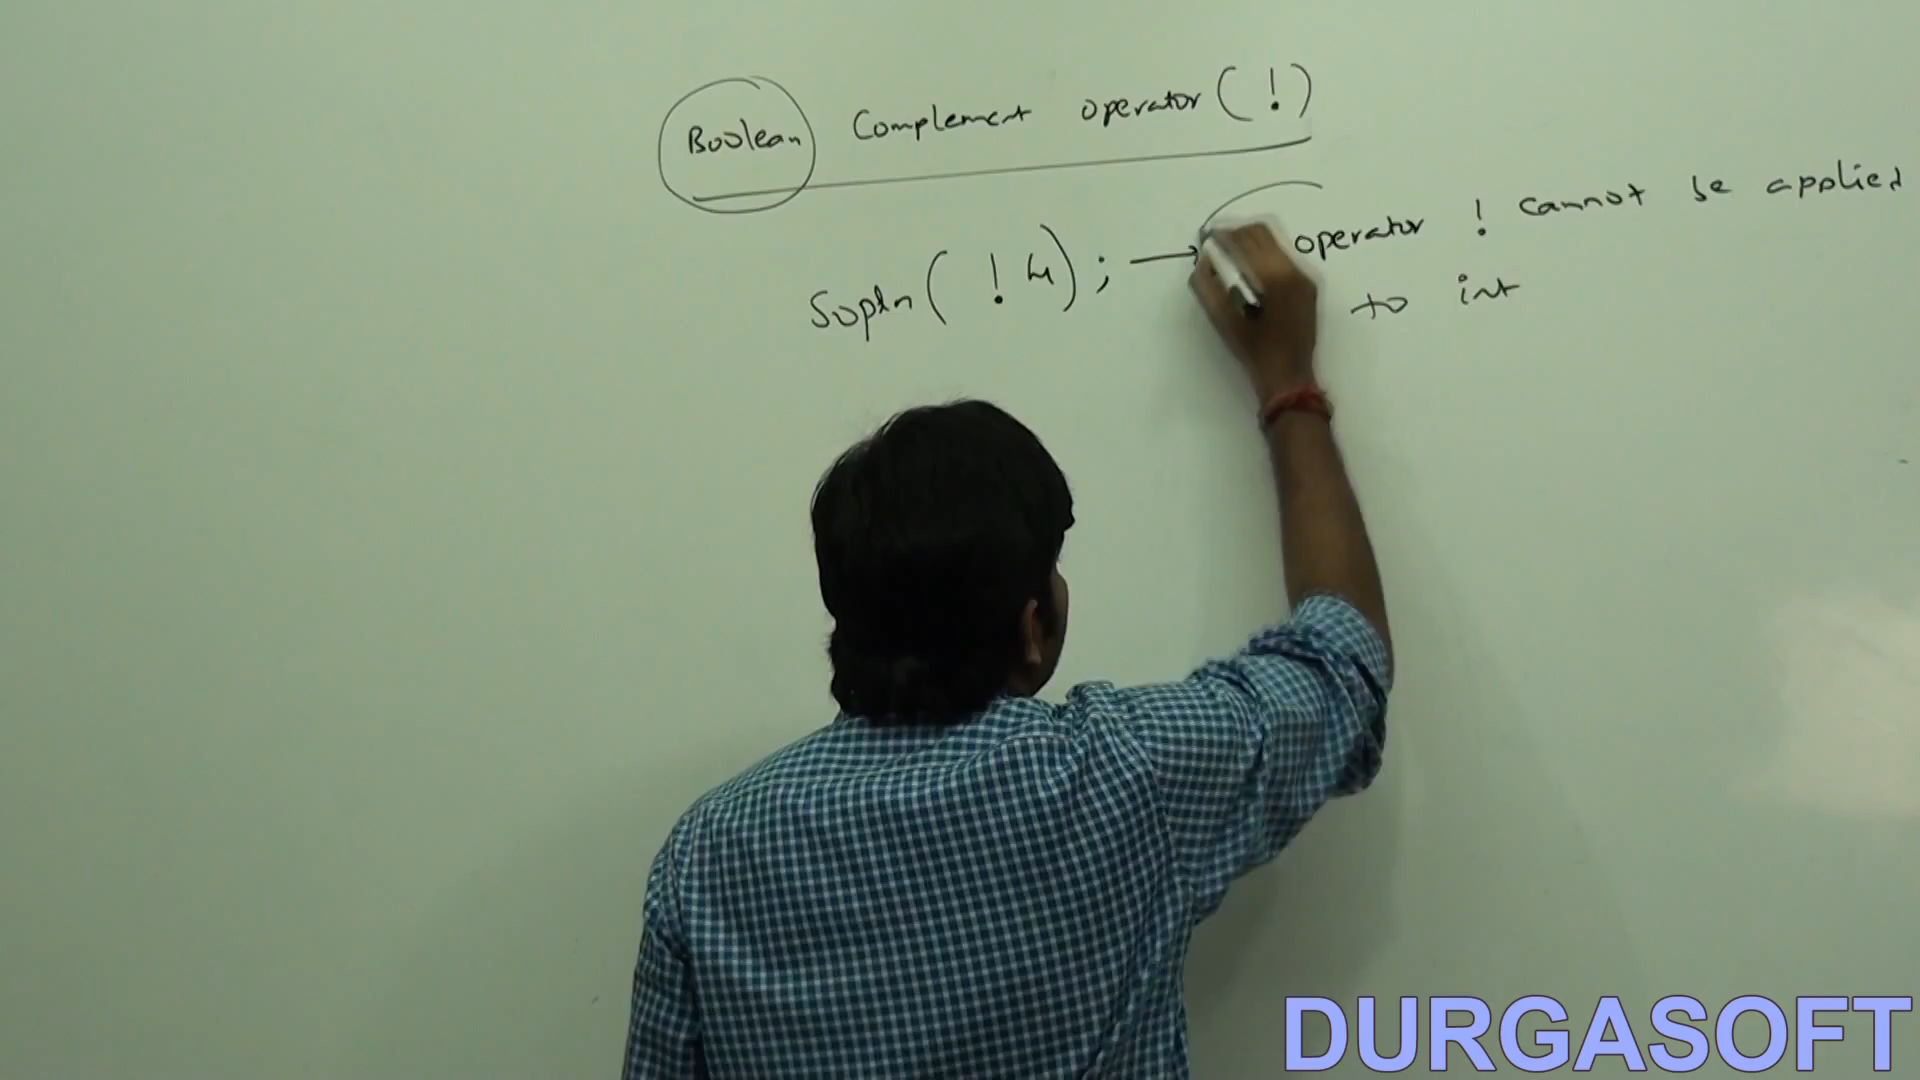 Boolean Complement operator ( ! )
Sopln ( ! 4 ) ; → operator ! cannot be applied
to int
DURGASOFT